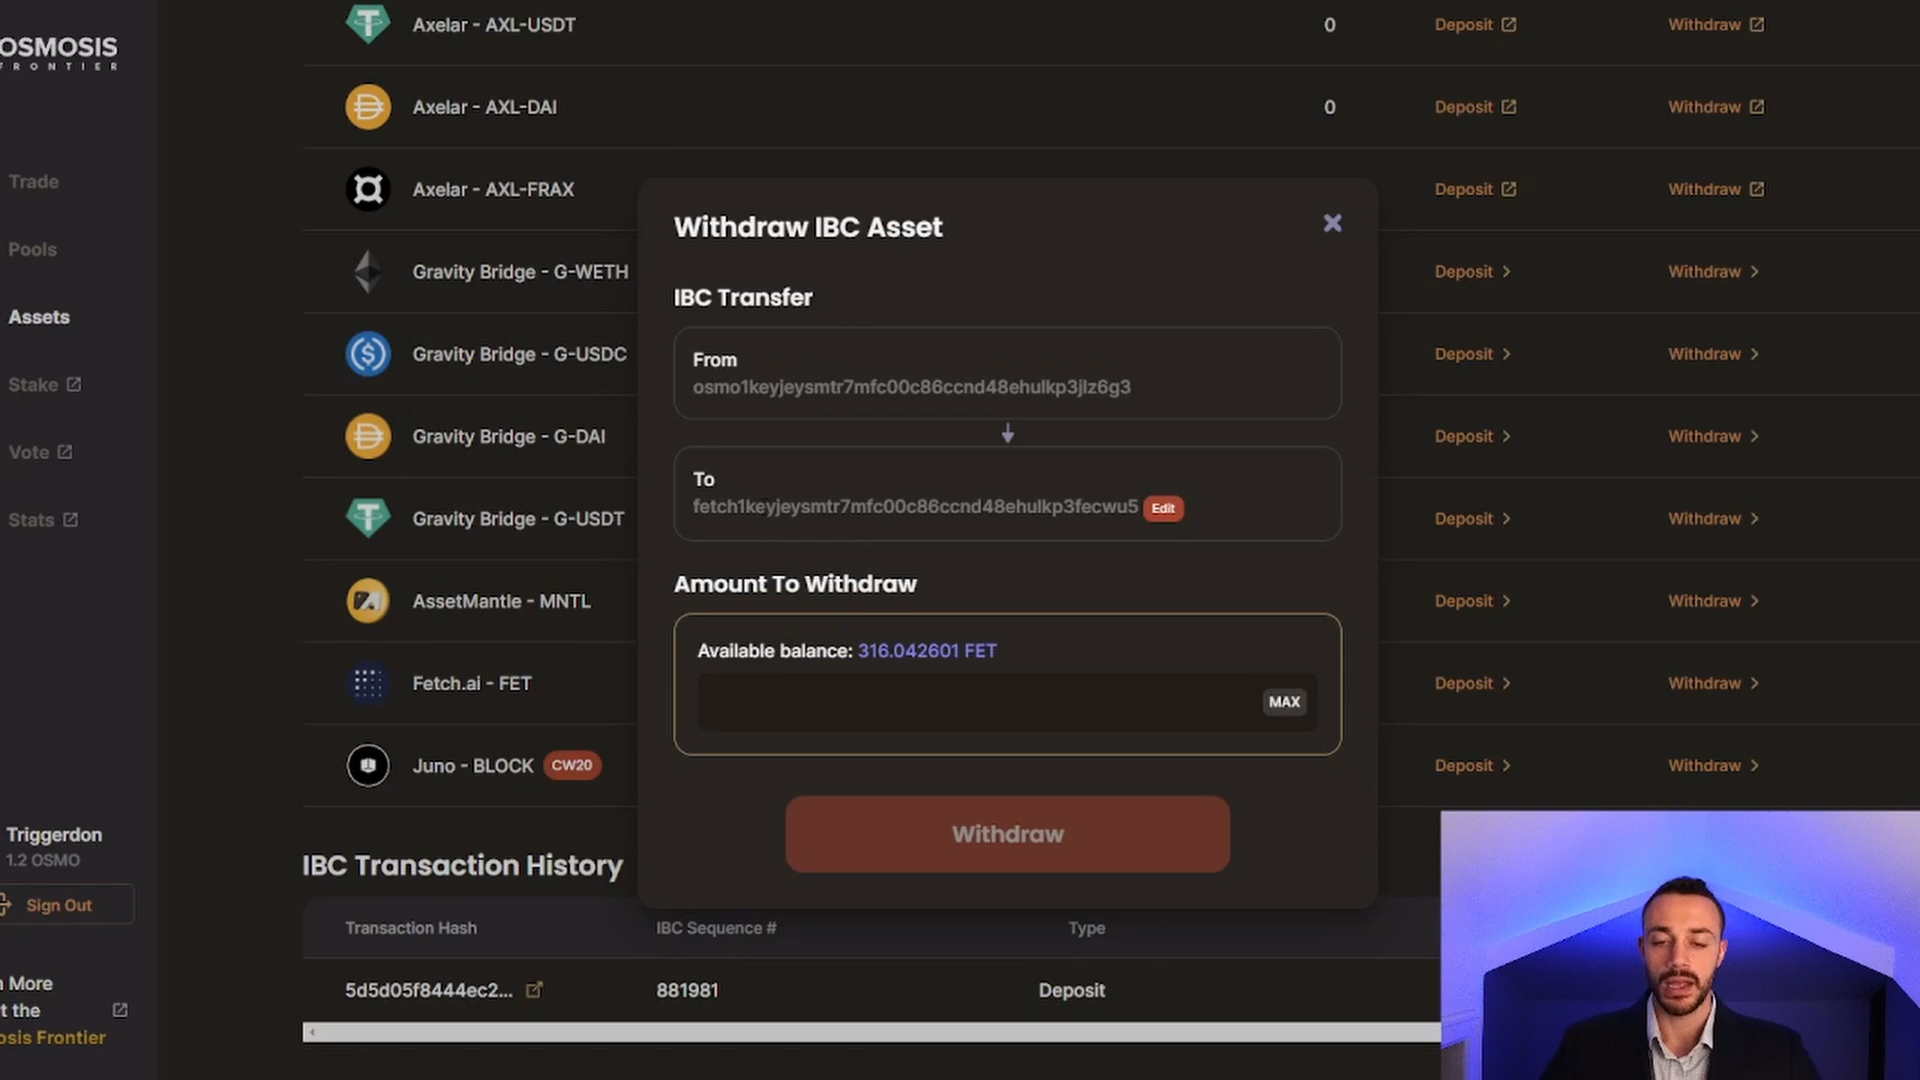 OSMOSIS
FRONTIER
Trade
Pools
Assets
Stake
Vote
Stats
Triggerdon
1.2 OSMO
Sign Out
More
t the
osis Frontier
Axelar - AXL-USDT 0 Deposit Withdraw
Axelar - AXL-DAI 0 Deposit Withdraw
Axelar - AXL-FRAX Deposit Withdraw
Gravity Bridge - G-WETH Deposit Withdraw
Gravity Bridge - G-USDC Deposit Withdraw
Gravity Bridge - G-DAI Deposit Withdraw
Gravity Bridge - G-USDT Deposit Withdraw
AssetMantle - MNTL Deposit Withdraw
Fetch.ai - FET Deposit Withdraw
Juno - BLOCK CW20 Deposit Withdraw
Withdraw IBC Asset
IBC Transfer
From
osmo1keyjeysmtr7mfc00c86ccnd48ehulkp3jlz6g3
To
fetch1keyjeysmtr7mfc00c86ccnd48ehulkp3fecwu5 Edit
Amount To Withdraw
Available balance: 316.042601 FET
MAX
Withdraw
IBC Transaction History
Transaction Hash IBC Sequence # Type
5d5d05f8444ec2... 881981 Deposit